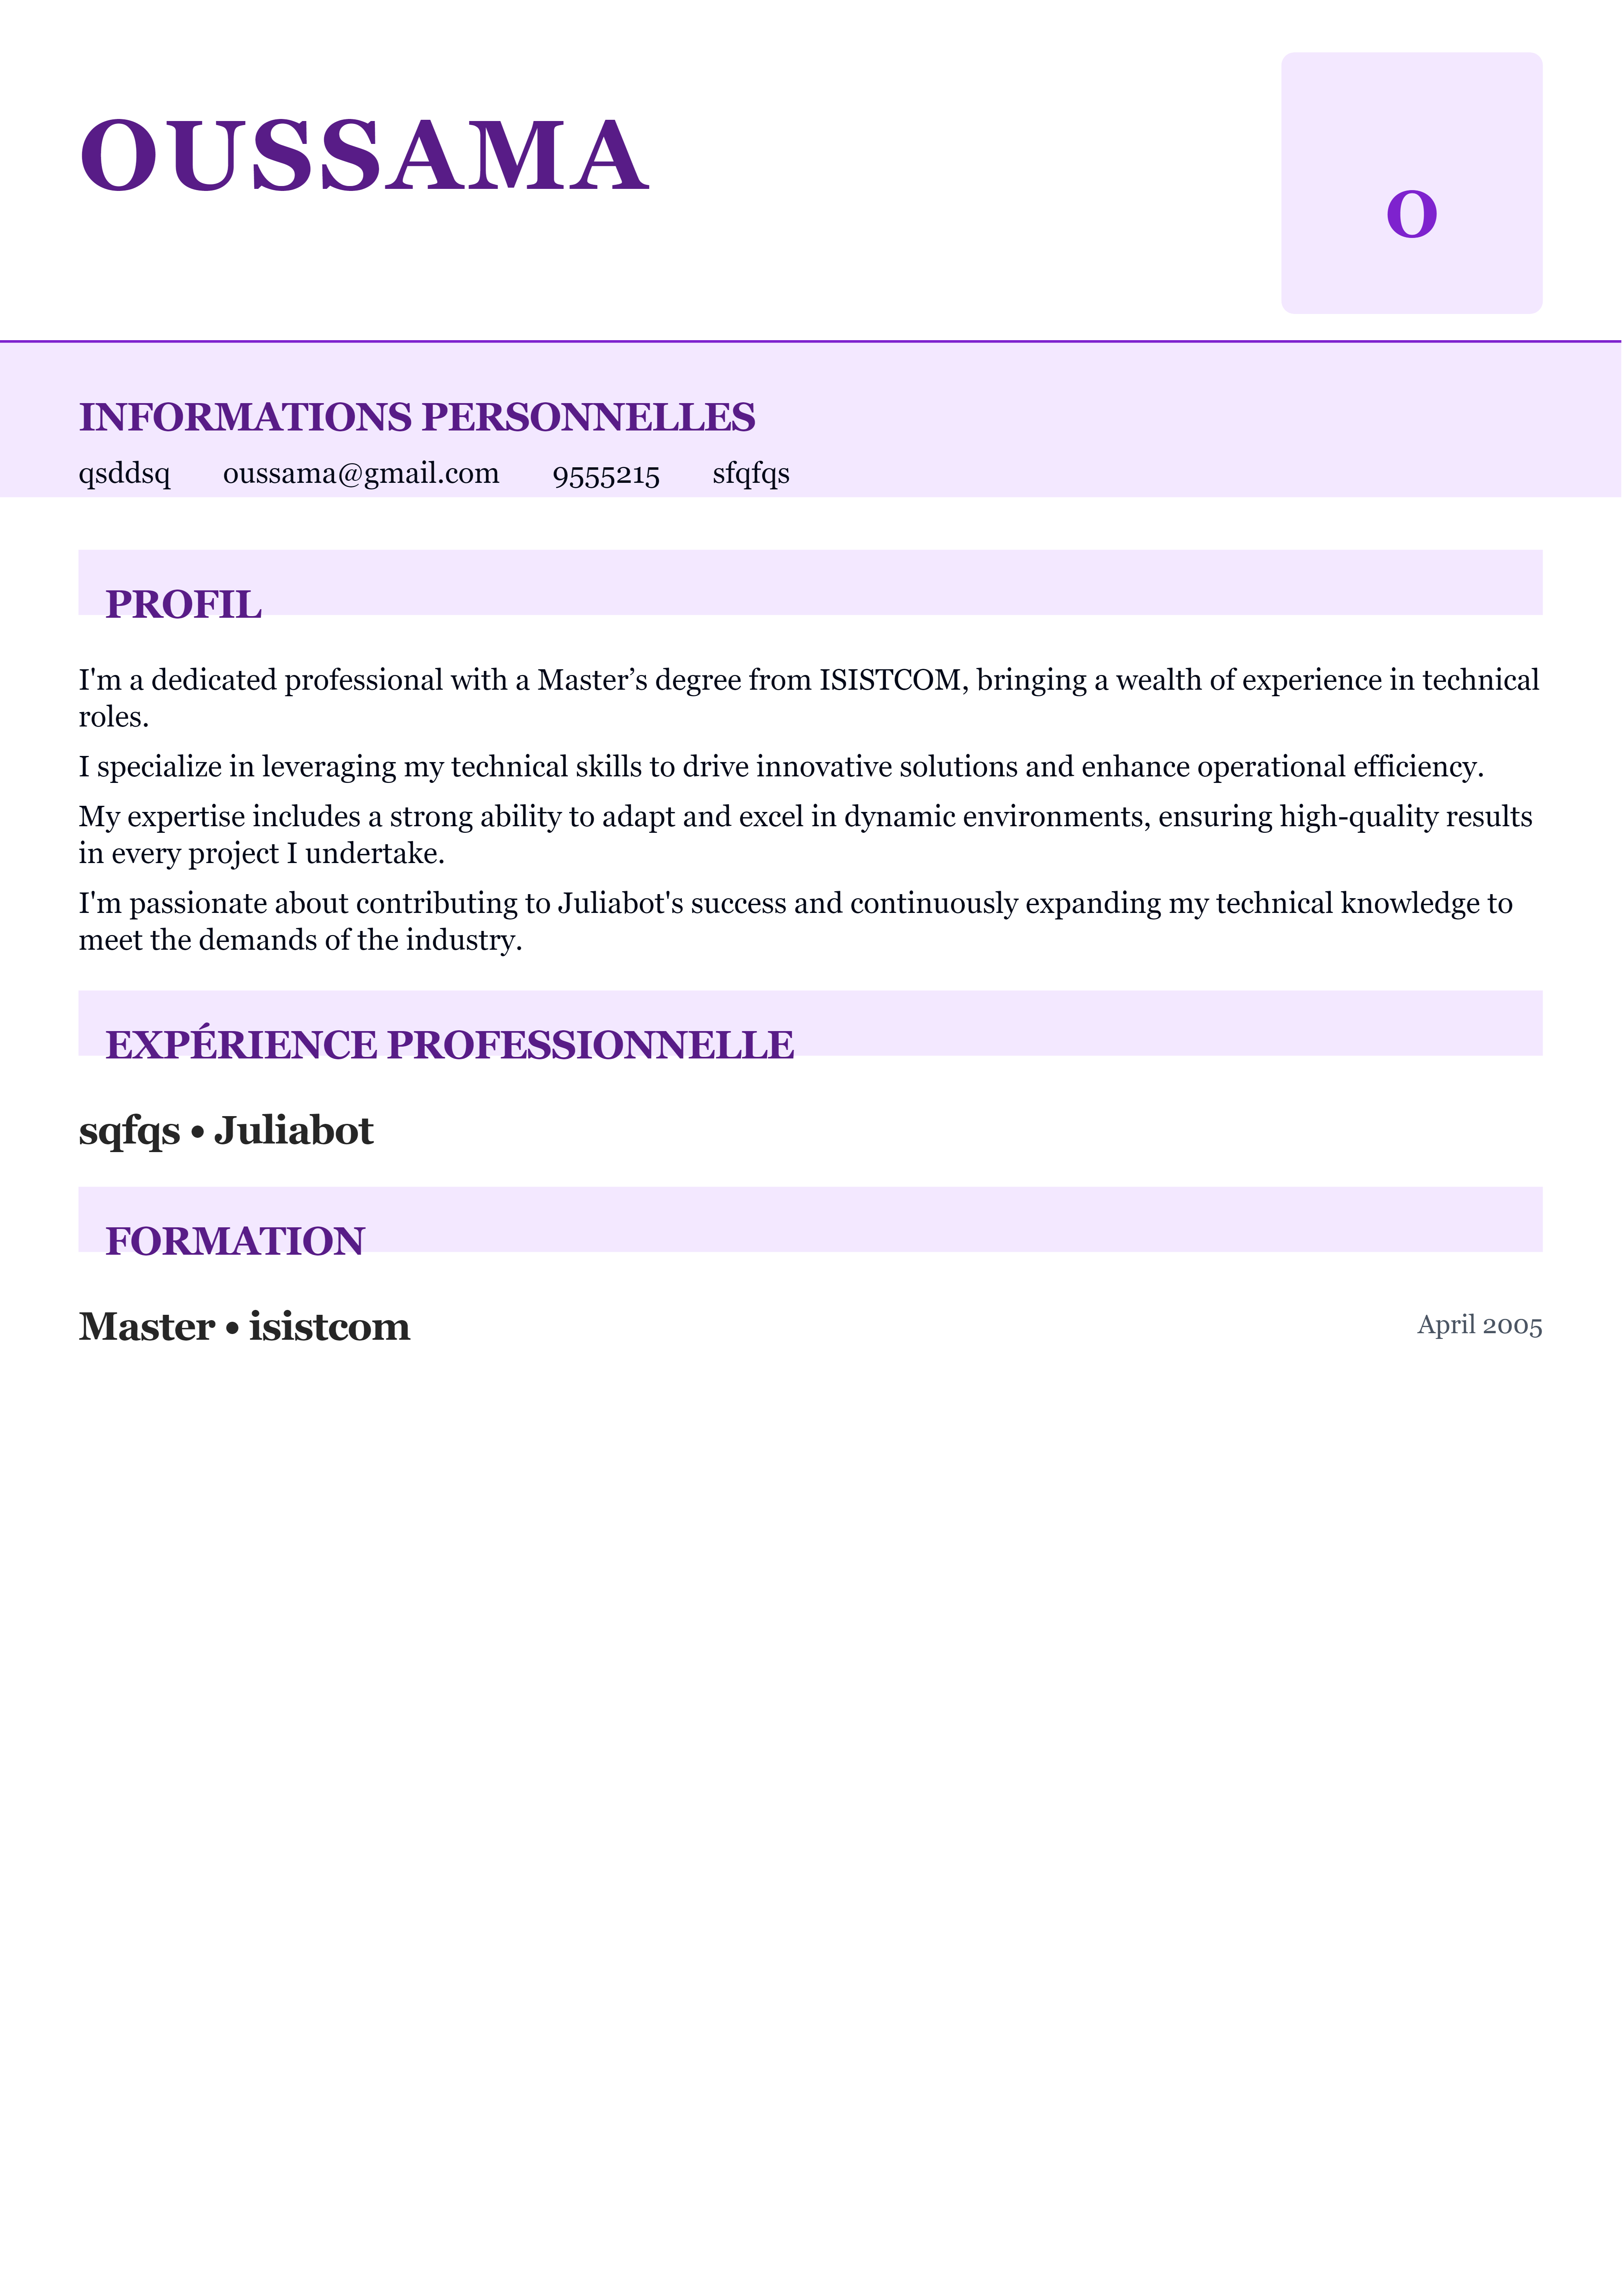 OUSSAMA
O
INFORMATIONS PERSONNELLES
qsddsq oussama@gmail.com 9555215 sfqfqs
PROFIL
I'm a dedicated professional with a Master’s degree from ISISTCOM, bringing a wealth of experience in technical
roles.
I specialize in leveraging my technical skills to drive innovative solutions and enhance operational efficiency.
My expertise includes a strong ability to adapt and excel in dynamic environments, ensuring high-quality results
in every project I undertake.
I'm passionate about contributing to Juliabot's success and continuously expanding my technical knowledge to
meet the demands of the industry.
EXPÉRIENCE PROFESSIONNELLE
sqfqs • Juliabot
FORMATION
Master • isistcom April 2005